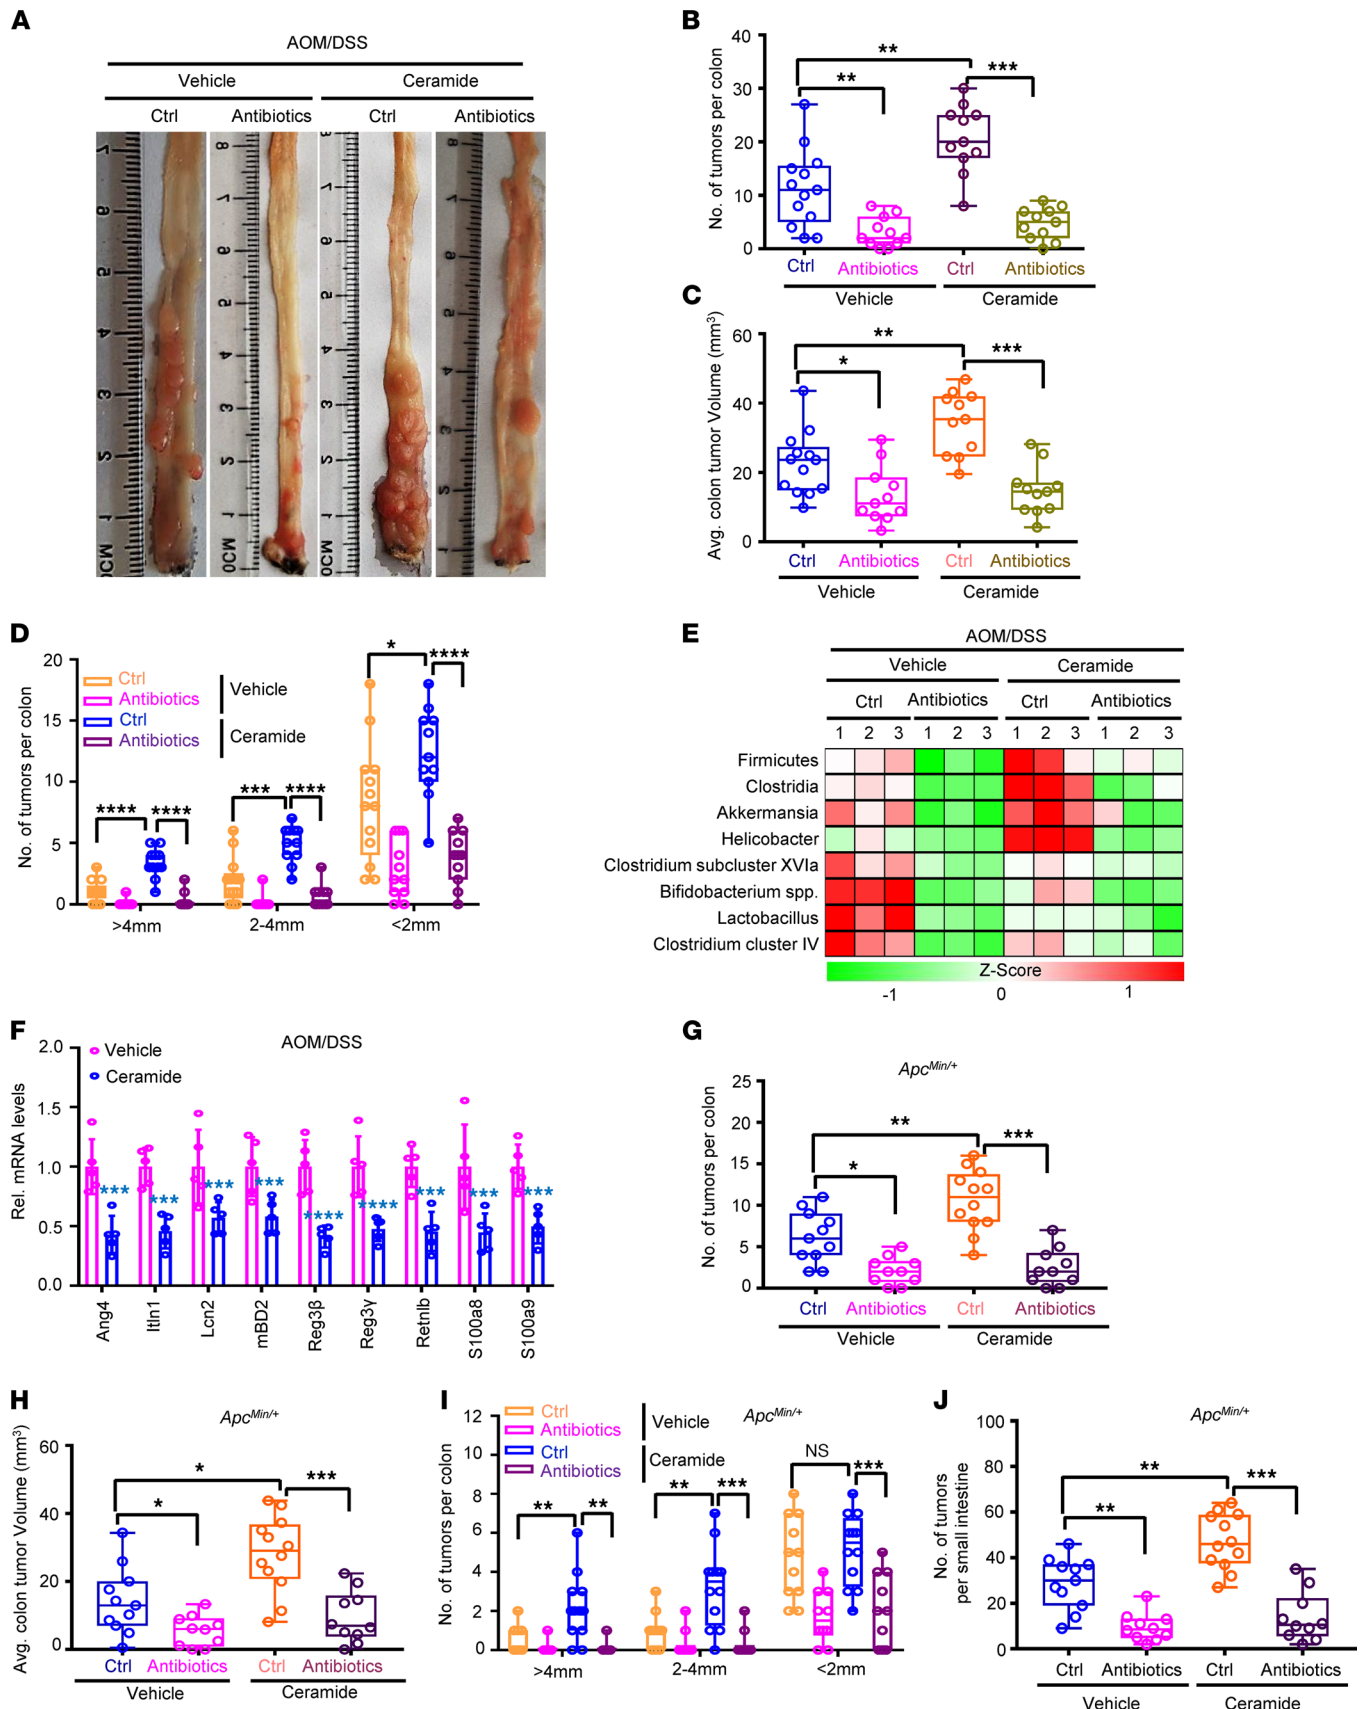 A
AOM/DSS
Vehicle Ceramide
Ctrl Antibiotics Ctrl Antibiotics
B
No. of tumors per colon
40
30
20
10
0
** ** ***
Ctrl Antibiotics Ctrl Antibiotics
Vehicle Ceramide
C
Avg. colon tumor Volume (mm³)
60
40
20
0
** * ***
Ctrl Antibiotics Ctrl Antibiotics
Vehicle Ceramide
D
No. of tumors per colon
20
15
10
5
0
Ctrl
Antibiotics
Vehicle
Ctrl
Antibiotics
Ceramide
**** **** *** **** * ****
>4mm 2-4mm <2mm
E
AOM/DSS
Vehicle Ceramide
Ctrl Antibiotics Ctrl Antibiotics
1 2 3 1 2 3 1 2 3 1 2 3
Firmicutes
Clostridia
Akkermansia
Helicobacter
Clostridium subcluster XVIa
Bifidobacterium spp.
Lactobacillus
Clostridium cluster IV
Z-Score
-1 0 1
F
AOM/DSS
Vehicle
Ceramide
Rel. mRNA levels
2.0
1.5
1.0
0.5
0.0
*** *** *** *** **** **** *** *** ***
Ang4 Itln1 Lcn2 mBD2 Reg3β Reg3γ Retnlb S100a8 S100a9
G
Apc^Min/+
No. of tumors per colon
25
20
15
10
5
0
** * ***
Ctrl Antibiotics Ctrl Antibiotics
Vehicle Ceramide
H
Apc^Min/+
Avg. colon tumor Volume (mm³)
60
40
20
0
* * ***
Ctrl Antibiotics Ctrl Antibiotics
Vehicle Ceramide
I
Apc^Min/+
No. of tumors per colon
12
10
8
6
4
2
0
Ctrl
Antibiotics
Vehicle
Ctrl
Antibiotics
Ceramide
** ** ** *** NS ***
>4mm 2-4mm <2mm
J
Apc^Min/+
No. of tumors
per small intestine
100
80
60
40
20
0
** ** ***
Ctrl Antibiotics Ctrl Antibiotics
Vehicle Ceramide